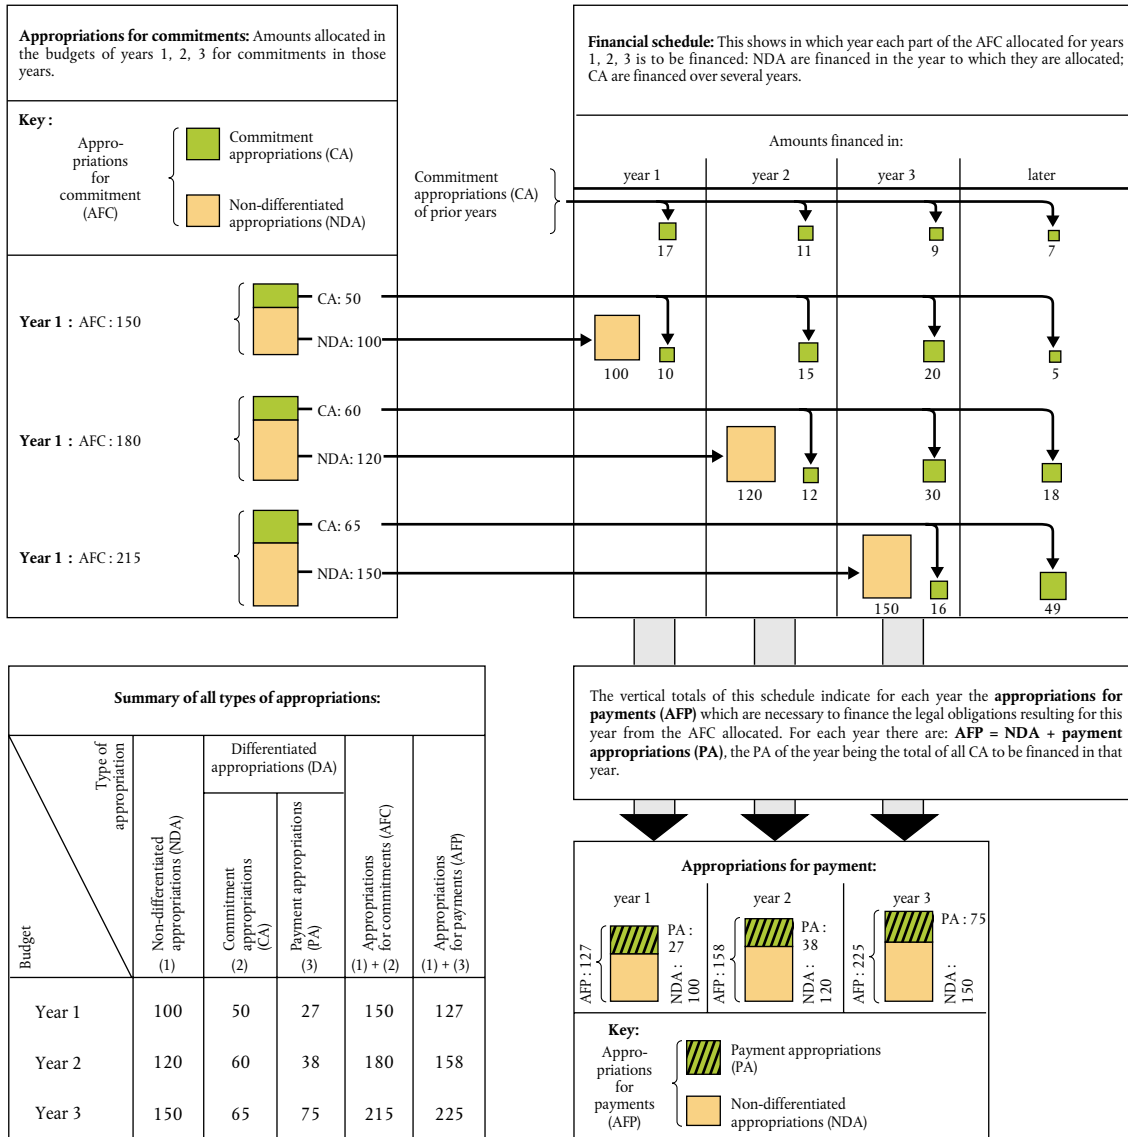 Appropriations for commitments: Amounts allocated in
the budgets of years 1, 2, 3 for commitments in those
years.
Key :
Appro-
priations
for
commitment
(AFC)
Commitment
appropriations (CA)
Non-differentiated
appropriations (NDA)
Year 1 : AFC : 150
CA: 50
NDA: 100
Year 1 : AFC : 180
CA: 60
NDA: 120
Year 1 : AFC : 215
CA: 65
NDA: 150
Financial schedule: This shows in which year each part of the AFC allocated for years
1, 2, 3 is to be financed: NDA are financed in the year to which they are allocated;
CA are financed over several years.
Amounts financed in:
year 1 year 2 year 3 later
Commitment
appropriations (CA)
of prior years
17 11 9 7
100 10 15 20 5
120 12 30 18
150 16 49
The vertical totals of this schedule indicate for each year the appropriations for
payments (AFP) which are necessary to finance the legal obligations resulting for this
year from the AFC allocated. For each year there are: AFP = NDA + payment
appropriations (PA), the PA of the year being the total of all CA to be financed in that
year.
Summary of all types of appropriations:
Type of
appropriation
Budget
Differentiated
appropriations (DA)
Non-differentiated
appropriations (NDA)
(1)
Commitment
appropriations
(CA)
(2)
Payment appropriations
(PA)
(3)
Appropriations
for commitments (AFC)
(1) + (2)
Appropriations
for payments (AFP)
(1) + (3)
Year 1 100 50 27 150 127
Year 2 120 60 38 180 158
Year 3 150 65 75 215 225
Appropriations for payment:
year 1
AFP : 127
PA :
27
NDA :
100
year 2
AFP : 158
PA :
38
NDA :
120
year 3
AFP : 225
PA : 75
NDA :
150
Key:
Appro-
priations
for
payments
(AFP)
Payment appropriations
(PA)
Non-differentiated
appropriations (NDA)